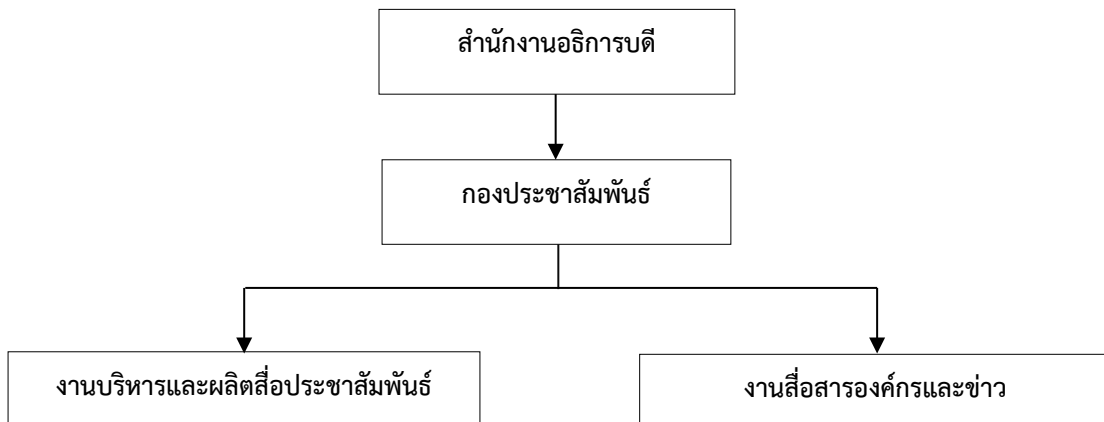 สำนักงานอธิการบดี
กองประชาสัมพันธ์
งานบริหารและผลิตสื่อประชาสัมพันธ์
งานสื่อสารองค์กรและข่าว